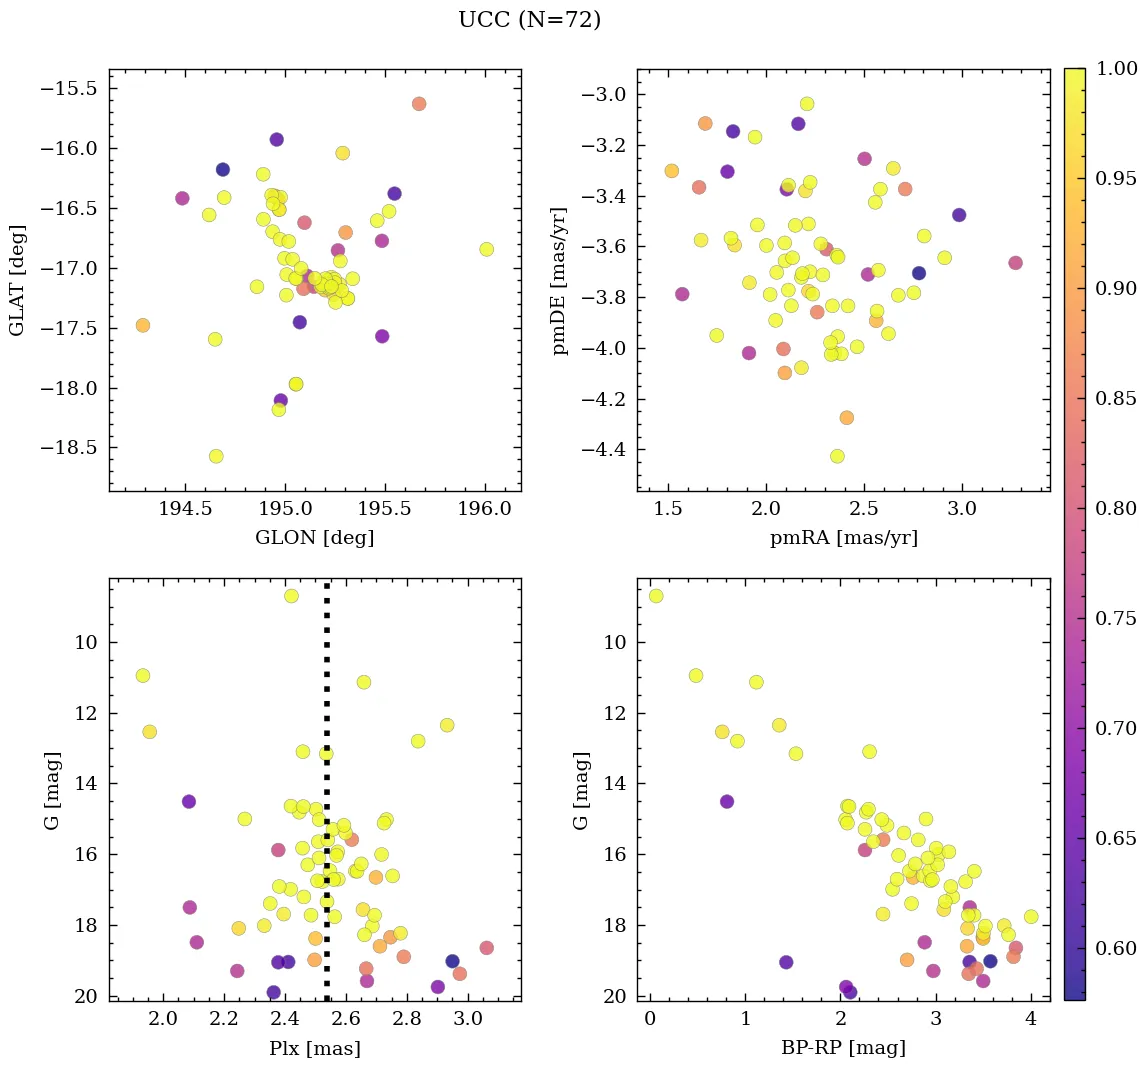 UCC (N=72)
−15.5
−16.0
−16.5
−17.0
−17.5
−18.0
−18.5
GLAT [deg]
194.5 195.0 195.5 196.0
GLON [deg]
−3.0
−3.2
−3.4
−3.6
−3.8
−4.0
−4.2
−4.4
pmDE [mas/yr]
1.5 2.0 2.5 3.0
pmRA [mas/yr]
10
12
14
16
18
20
G [mag]
2.0 2.2 2.4 2.6 2.8 3.0
Plx [mas]
10
12
14
16
18
20
G [mag]
0 1 2 3 4
BP-RP [mag]
1.00
0.95
0.90
0.85
0.80
0.75
0.70
0.65
0.60